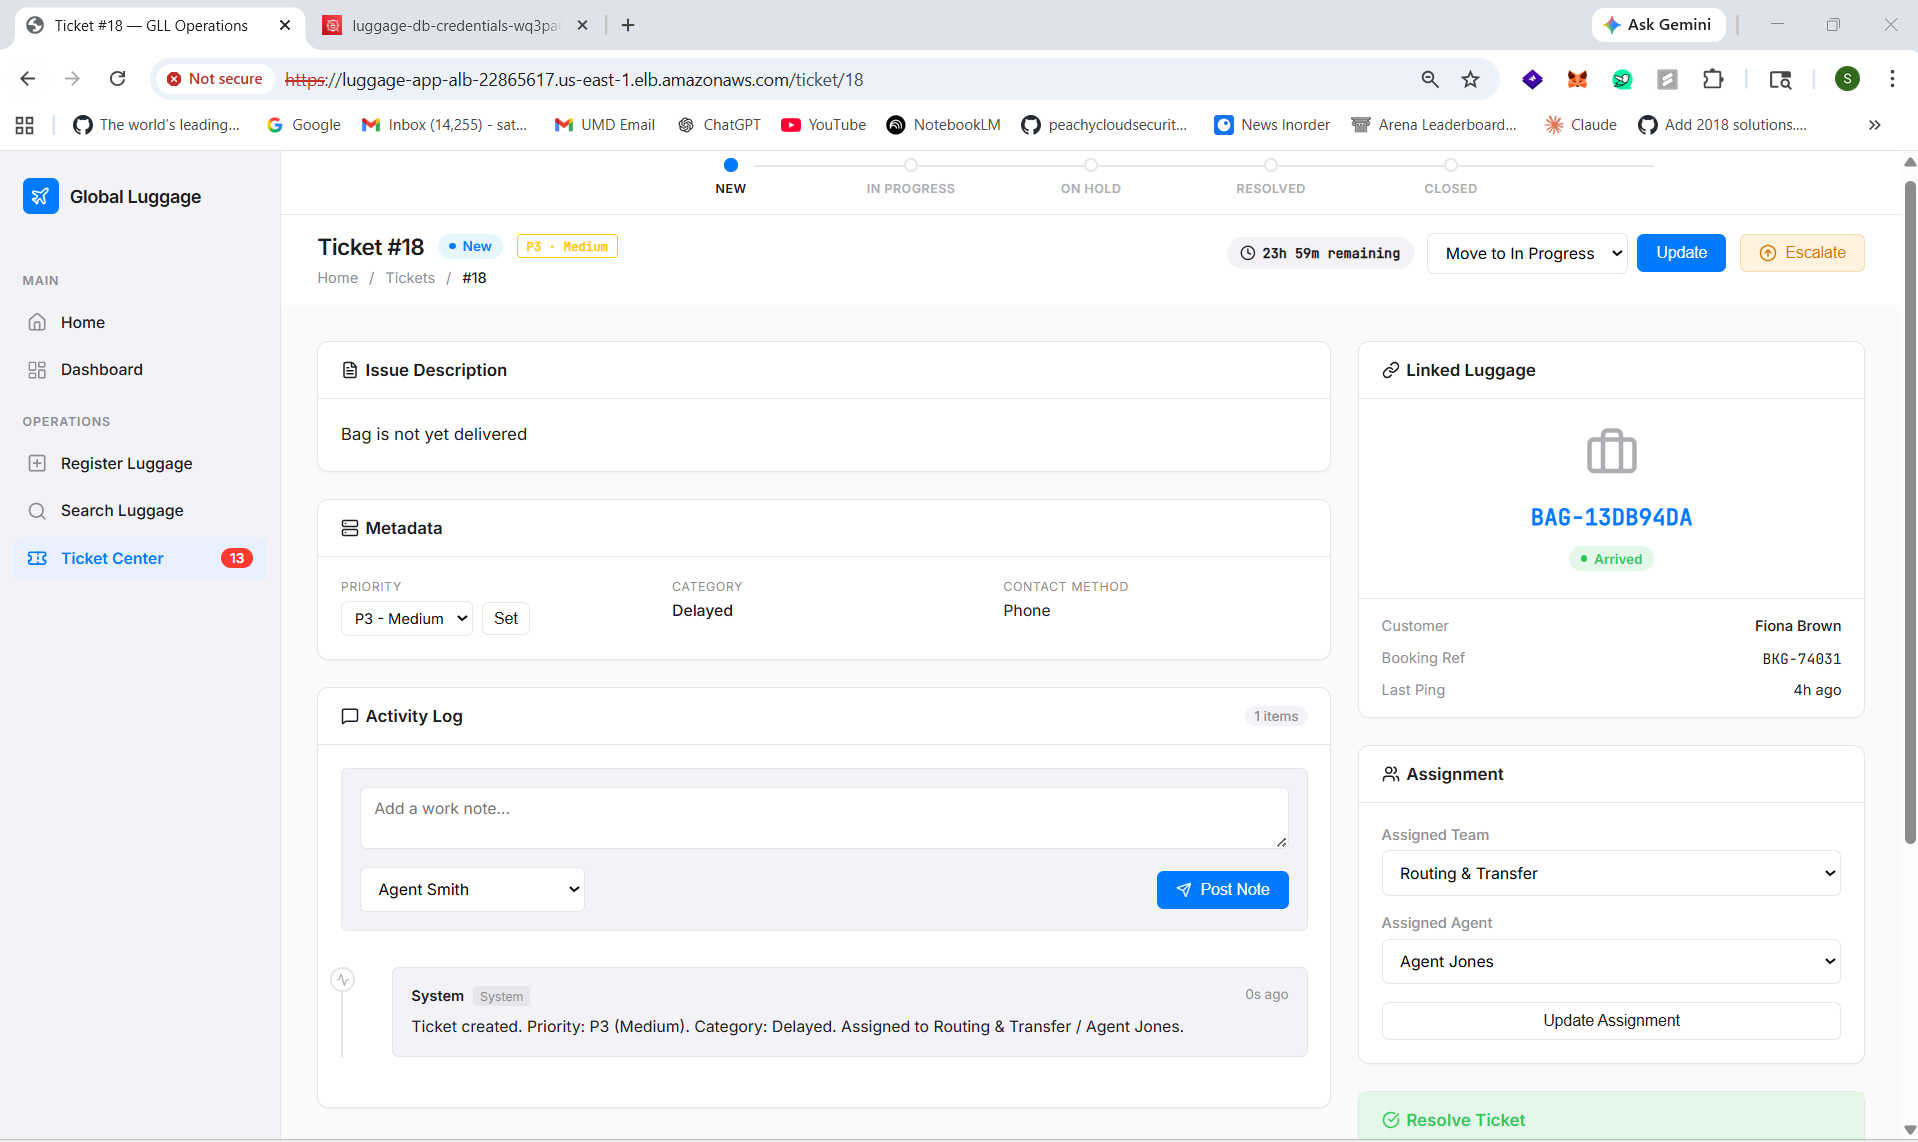 Ticket #18 — GLL Operations
luggage-db-credentials-wq3pa
Ask Gemini
Not secure
https://luggage-app-alb-22865617.us-east-1.elb.amazonaws.com/ticket/18
S
The world's leading...
Google
Inbox (14,255) - sat...
UMD Email
ChatGPT
YouTube
NotebookLM
peachycloudsecurit...
News Inorder
Arena Leaderboard...
Claude
Add 2018 solutions....
Global Luggage
MAIN
Home
Dashboard
OPERATIONS
Register Luggage
Search Luggage
Ticket Center 13
NEW
IN PROGRESS
ON HOLD
RESOLVED
CLOSED
Ticket #18 New P3 · Medium
Home / Tickets / #18
23h 59m remaining
Move to In Progress
Update
Escalate
Issue Description
Bag is not yet delivered
Metadata
PRIORITY
P3 - Medium Set
CATEGORY
Delayed
CONTACT METHOD
Phone
Activity Log 1 items
Add a work note...
Agent Smith
Post Note
System System 0s ago
Ticket created. Priority: P3 (Medium). Category: Delayed. Assigned to Routing & Transfer / Agent Jones.
Linked Luggage
BAG-13DB94DA
Arrived
Customer Fiona Brown
Booking Ref BKG-74031
Last Ping 4h ago
Assignment
Assigned Team
Routing & Transfer
Assigned Agent
Agent Jones
Update Assignment
Resolve Ticket